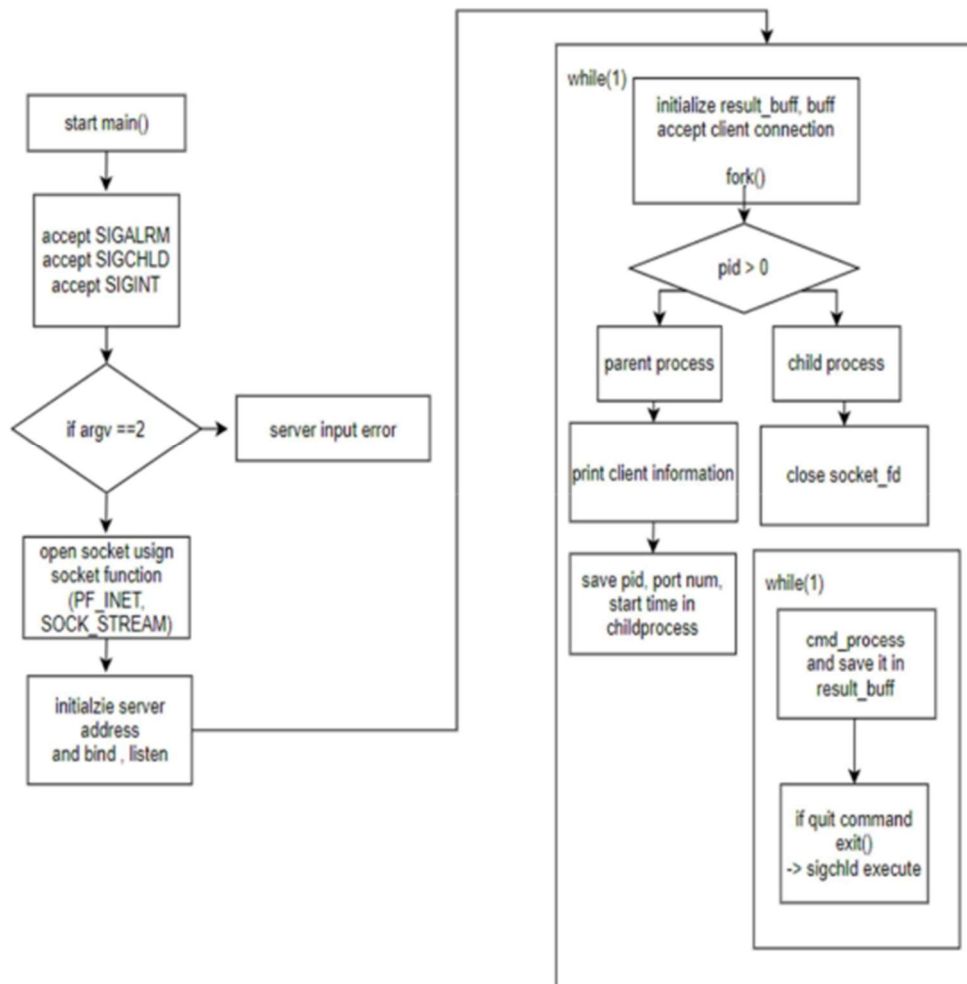 start main()
accept SIGALRM
accept SIGCHLD
accept SIGINT
if argv ==2
server input error
open socket usign
socket function
(PF_INET,
SOCK_STREAM)
initialzie server
address
and bind , listen
while(1)
initialize result_buff, buff
accept client connection
fork()
pid > 0
parent process
child process
print client information
close socket_fd
save pid, port num,
start time in
childprocess
while(1)
cmd_process
and save it in
result_buff
if quit command
exit()
-> sigchld execute